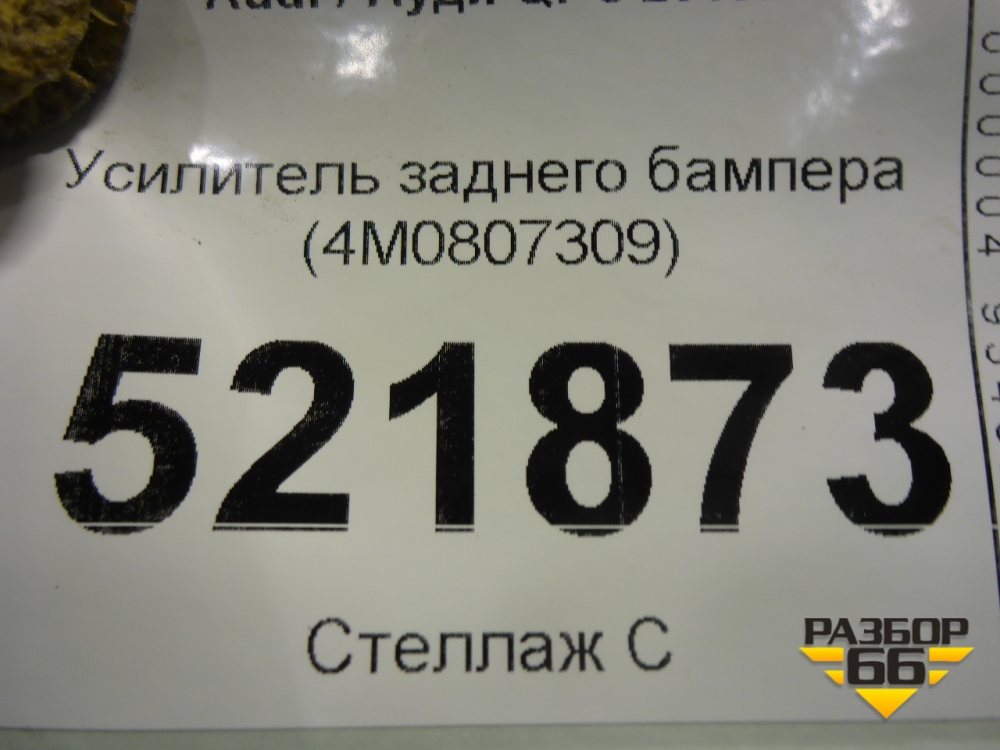 Усилитель заднего бампера
(4M0807309)
521873
Стеллаж С
РАЗБОР
66